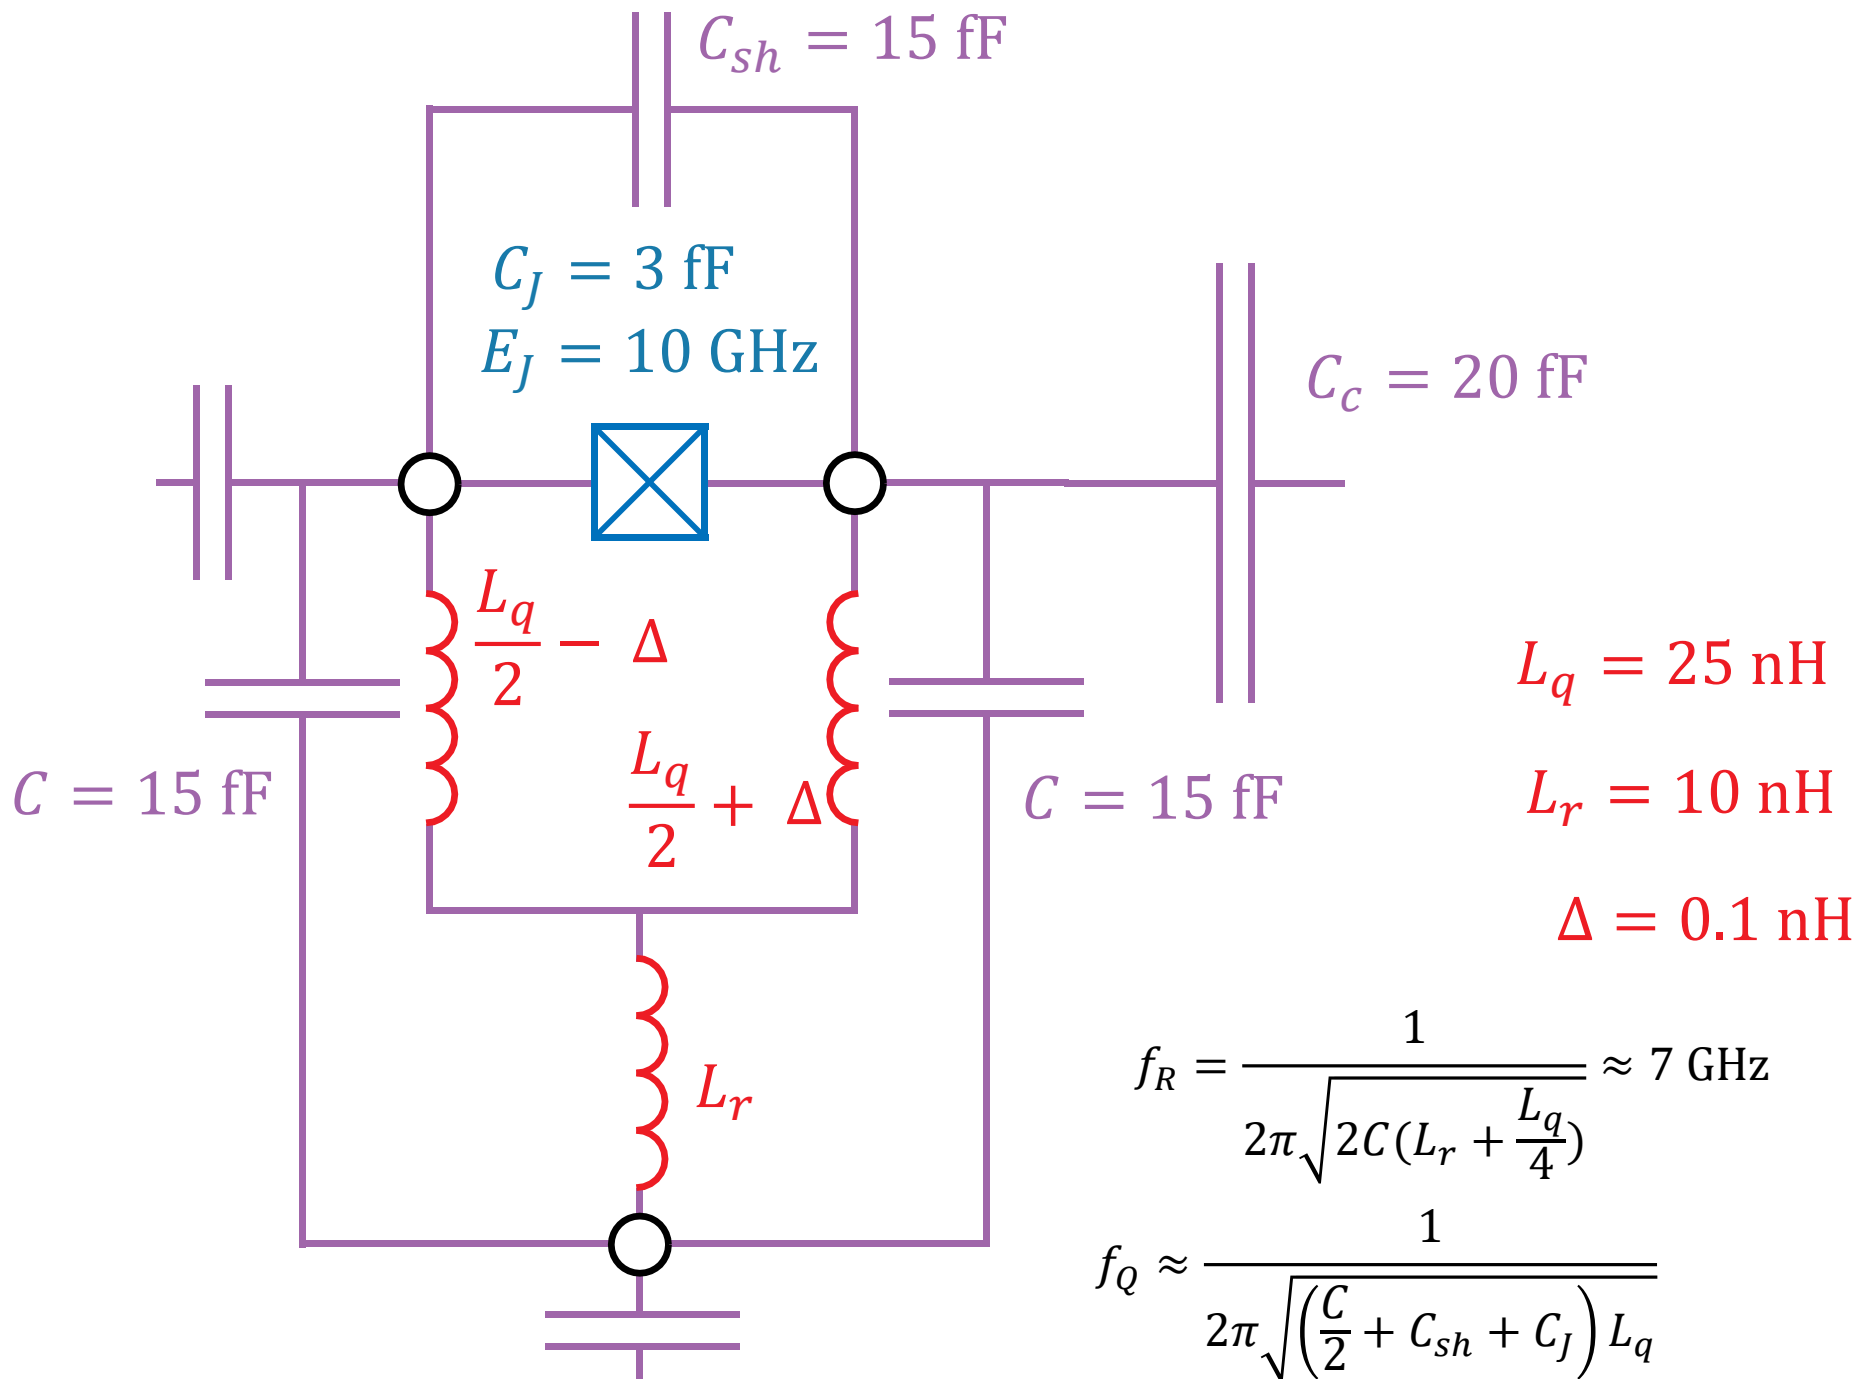 C_sh = 15 fF
C_J = 3 fF
E_J = 10 GHz
C_c = 20 fF
L_q/2 − Δ
L_q/2 + Δ
C = 15 fF
C = 15 fF
L_q = 25 nH
L_r = 10 nH
Δ = 0.1 nH
L_r
f_R = 1/(2π√(2C(L_r + L_q/4))) ≈ 7 GHz
f_Q ≈ 1/(2π√((C/2 + C_sh + C_J) L_q))